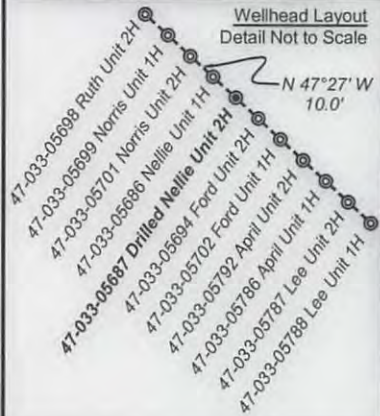 Wellhead Layout
Detail Not to Scale
N 47°27' W
10.0'
47-033-05698 Ruth Unit 2H
47-033-05699 Norris Unit 1H
47-033-05701 Norris Unit 2H
47-033-05686 Nellie Unit 1H
47-033-05687 Drilled Nellie Unit 2H
47-033-05694 Ford Unit 2H
47-033-05702 Ford Unit 1H
47-033-05792 April Unit 2H
47-033-05786 April Unit 1H
47-033-05787 Lee Unit 2H
47-033-05788 Lee Unit 1H